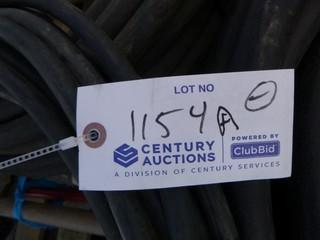 LOT NO
1154A
CENTURY
AUCTIONS
POWERED BY
ClubBid
A DIVISION OF CENTURY SERVICES